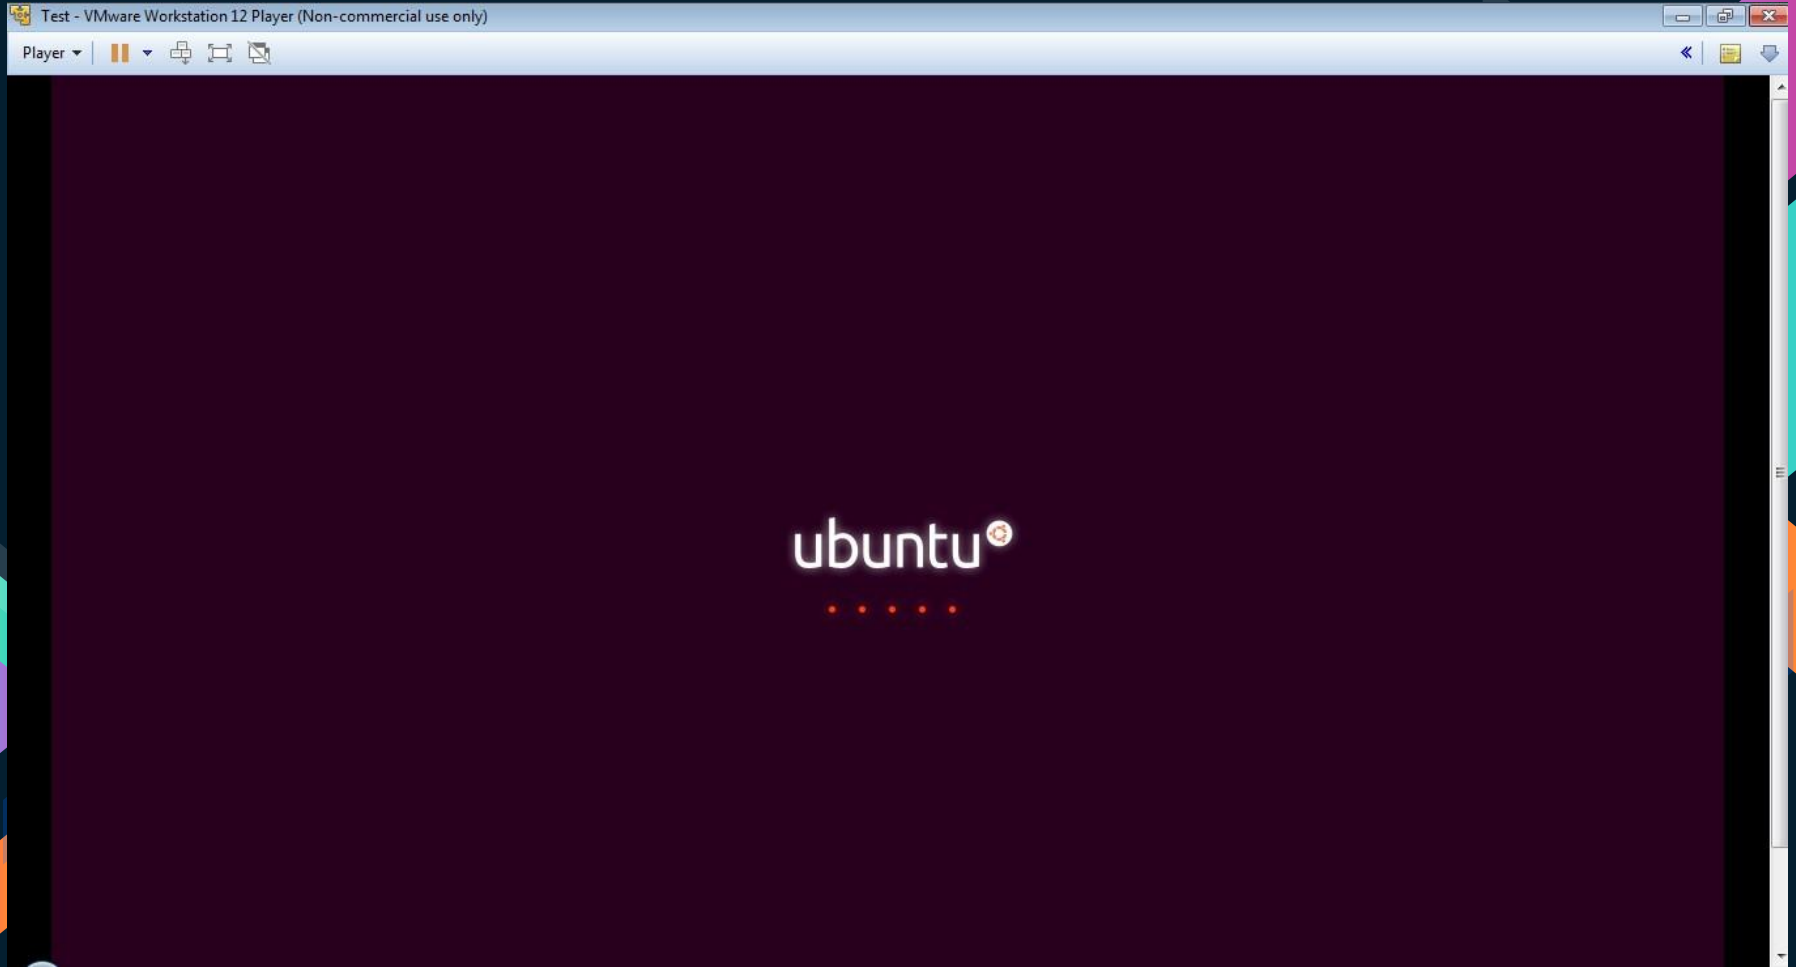 Test - VMware Workstation 12 Player (Non-commercial use only)
Player
ubuntu